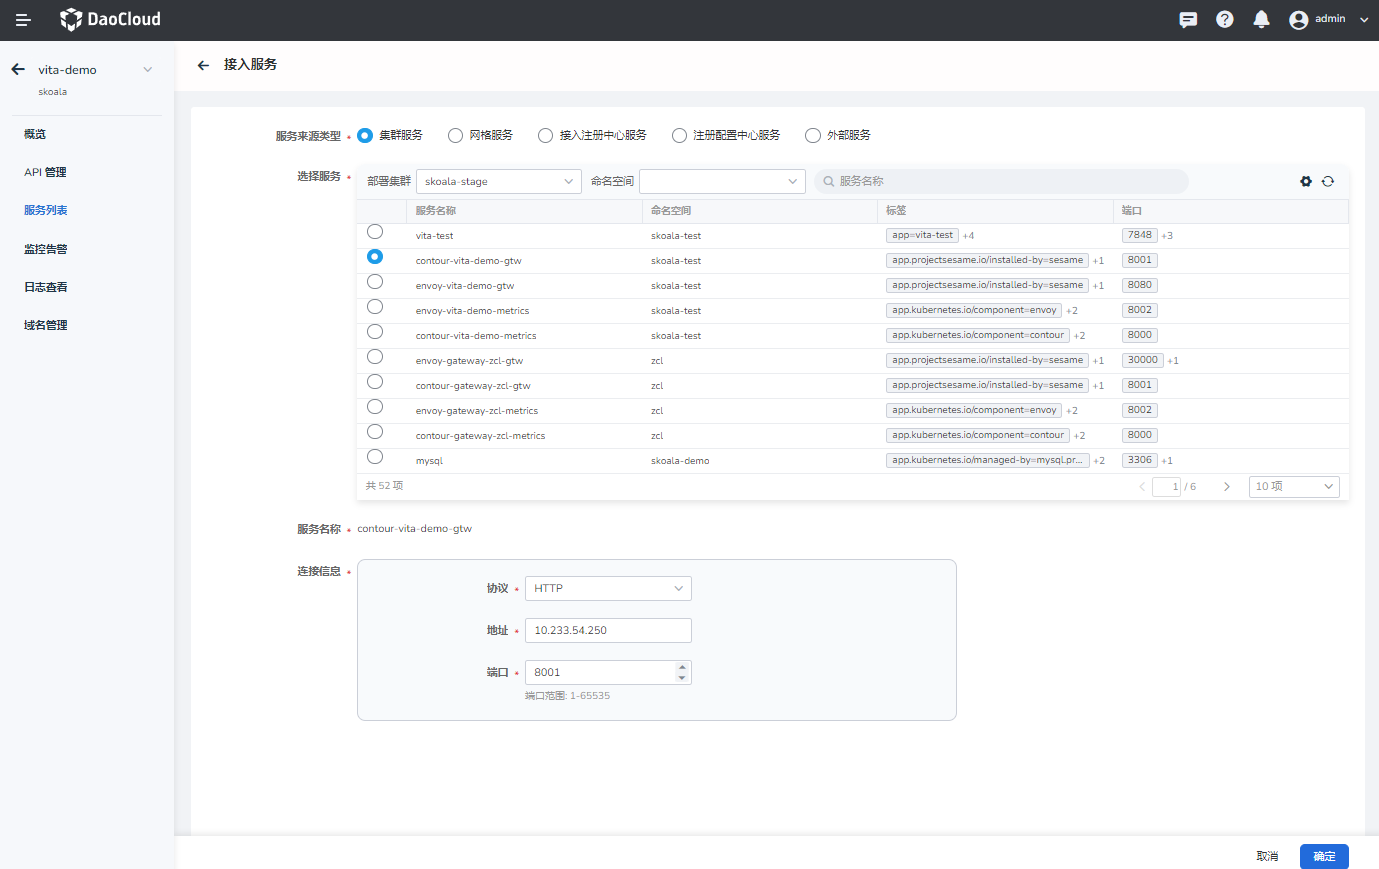 DaoCloud
admin
vita-demo
skoala
接入服务
概览
API 管理
服务列表
监控告警
日志查看
域名管理
服务来源类型 • 集群服务 网格服务 接入注册中心服务 注册配置中心服务 外部服务
选择服务 • 部署集群 skoala-stage 命名空间 服务名称
服务名称 命名空间 标签 端口
vita-test skoala-test app=vita-test +4 7848 +3
contour-vita-demo-gtw skoala-test app.projectsesame.io/installed-by=sesame +1 8001
envoy-vita-demo-gtw skoala-test app.projectsesame.io/installed-by=sesame +1 8080
envoy-vita-demo-metrics skoala-test app.kubernetes.io/component=envoy +2 8002
contour-vita-demo-metrics skoala-test app.kubernetes.io/component=contour +2 8000
envoy-gateway-zcl-gtw zcl app.projectsesame.io/installed-by=sesame +1 30000 +1
contour-gateway-zcl-gtw zcl app.projectsesame.io/installed-by=sesame +1 8001
envoy-gateway-zcl-metrics zcl app.kubernetes.io/component=envoy +2 8002
contour-gateway-zcl-metrics zcl app.kubernetes.io/component=contour +2 8000
mysql skoala-demo app.kubernetes.io/managed-by=mysql.pr... +2 3306 +1
共 52 项 1 / 6 10 项
服务名称 • contour-vita-demo-gtw
连接信息 •
协议 • HTTP
地址 • 10.233.54.250
端口 • 8001
端口范围: 1-65535
取消 确定